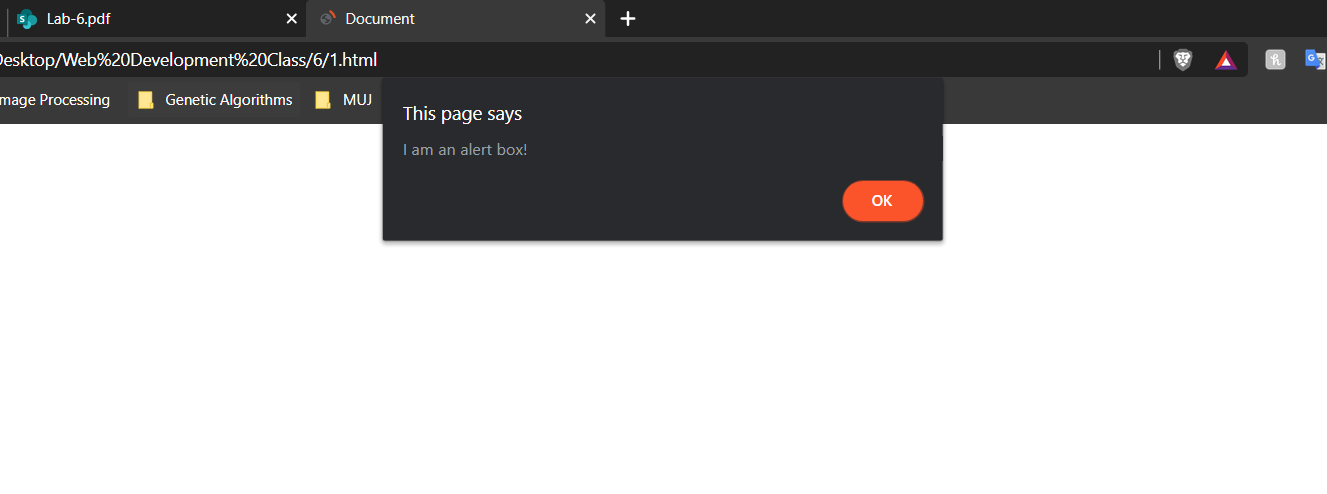 Lab-6.pdf
Document
Desktop/Web%20Development%20Class/6/1.html
mage Processing
Genetic Algorithms
MUJ
This page says
I am an alert box!
OK